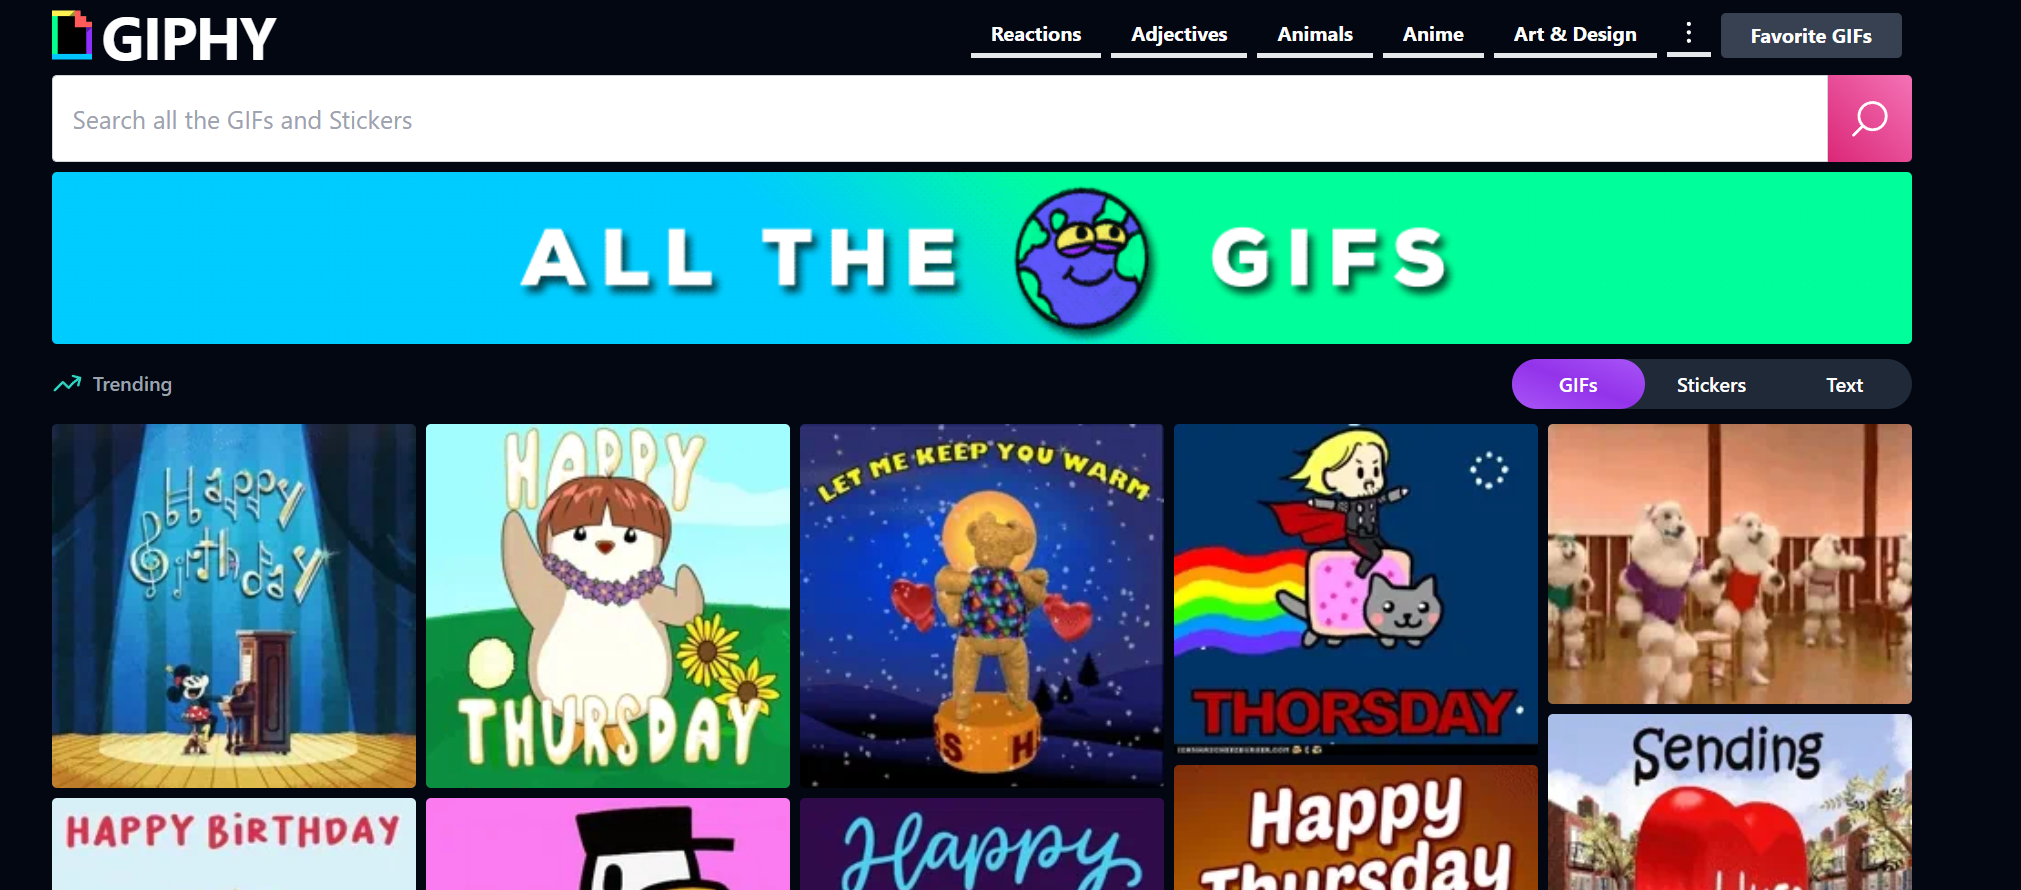 GIPHY
Reactions
Adjectives
Animals
Anime
Art & Design
Favorite GIFs
Search all the GIFs and Stickers
ALL THE GIFS
Trending
GIFs
Stickers
Text
Happy
Birthday
HAPPY
THURSDAY
LET ME KEEP YOU WARM
S H
THORSDAY
ICANHASCHEEZBURGER.COM
Sending
HAPPY BIRTHDAY
Happy
Happy
Thursday